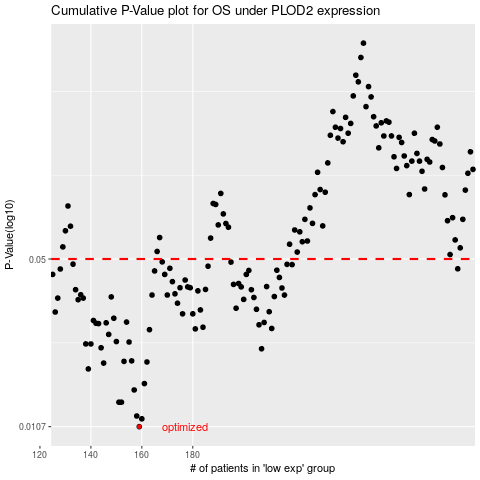 Cumulative P-Value plot for OS under PLOD2 expression
P-Value(log10)
0.05
0.0107
optimized
120 140 160 180
# of patients in 'low exp' group